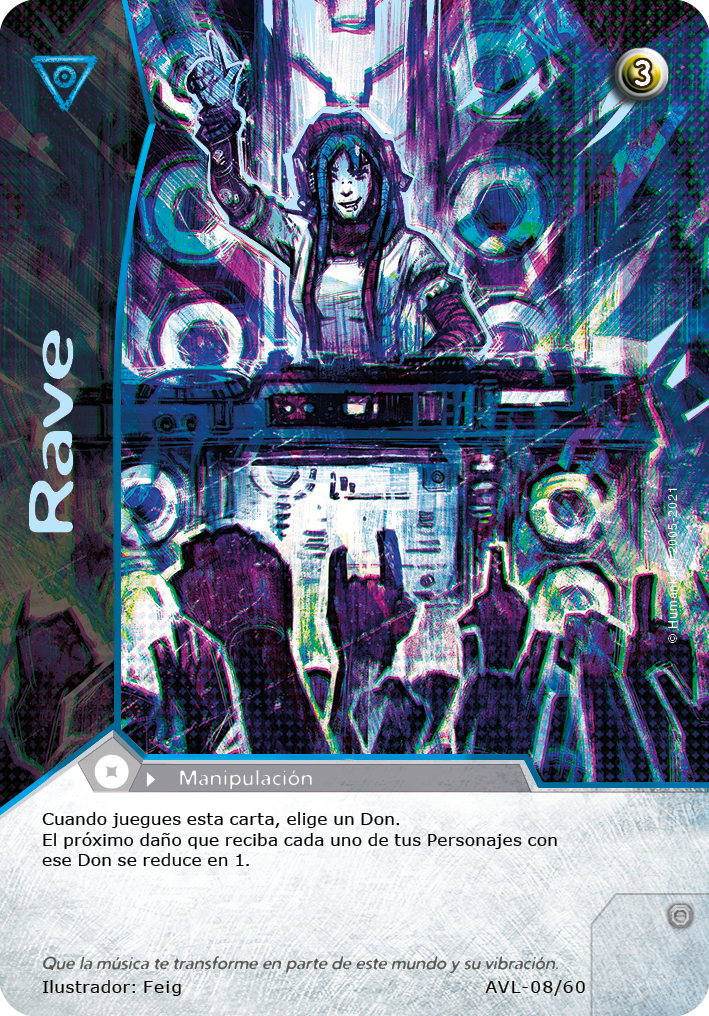 3
Rave
© Humankind 2005-2021
Manipulación
Cuando juegues esta carta, elige un Don.
El próximo daño que reciba cada uno de tus Personajes con
ese Don se reduce en 1.
Que la música te transforme en parte de este mundo y su vibración.
Ilustrador: Feig
AVL-08/60